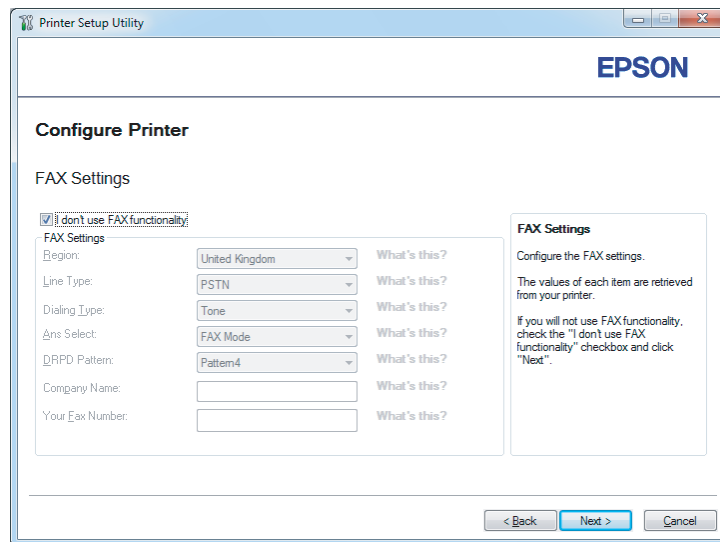 Printer Setup Utility
EPSON
Configure Printer
FAX Settings
I don't use FAX functionality
FAX Settings
Region: United Kingdom What's this?
Line Type: PSTN What's this?
Dialing Type: Tone What's this?
Ans Select: FAX Mode What's this?
DRPD Pattern: Pattern4 What's this?
Company Name: What's this?
Your Fax Number: What's this?
FAX Settings
Configure the FAX settings.
The values of each item are retrieved
from your printer.
If you will not use FAX functionality,
check the "I don't use FAX
functionality" checkbox and click
"Next".
< Back Next > Cancel